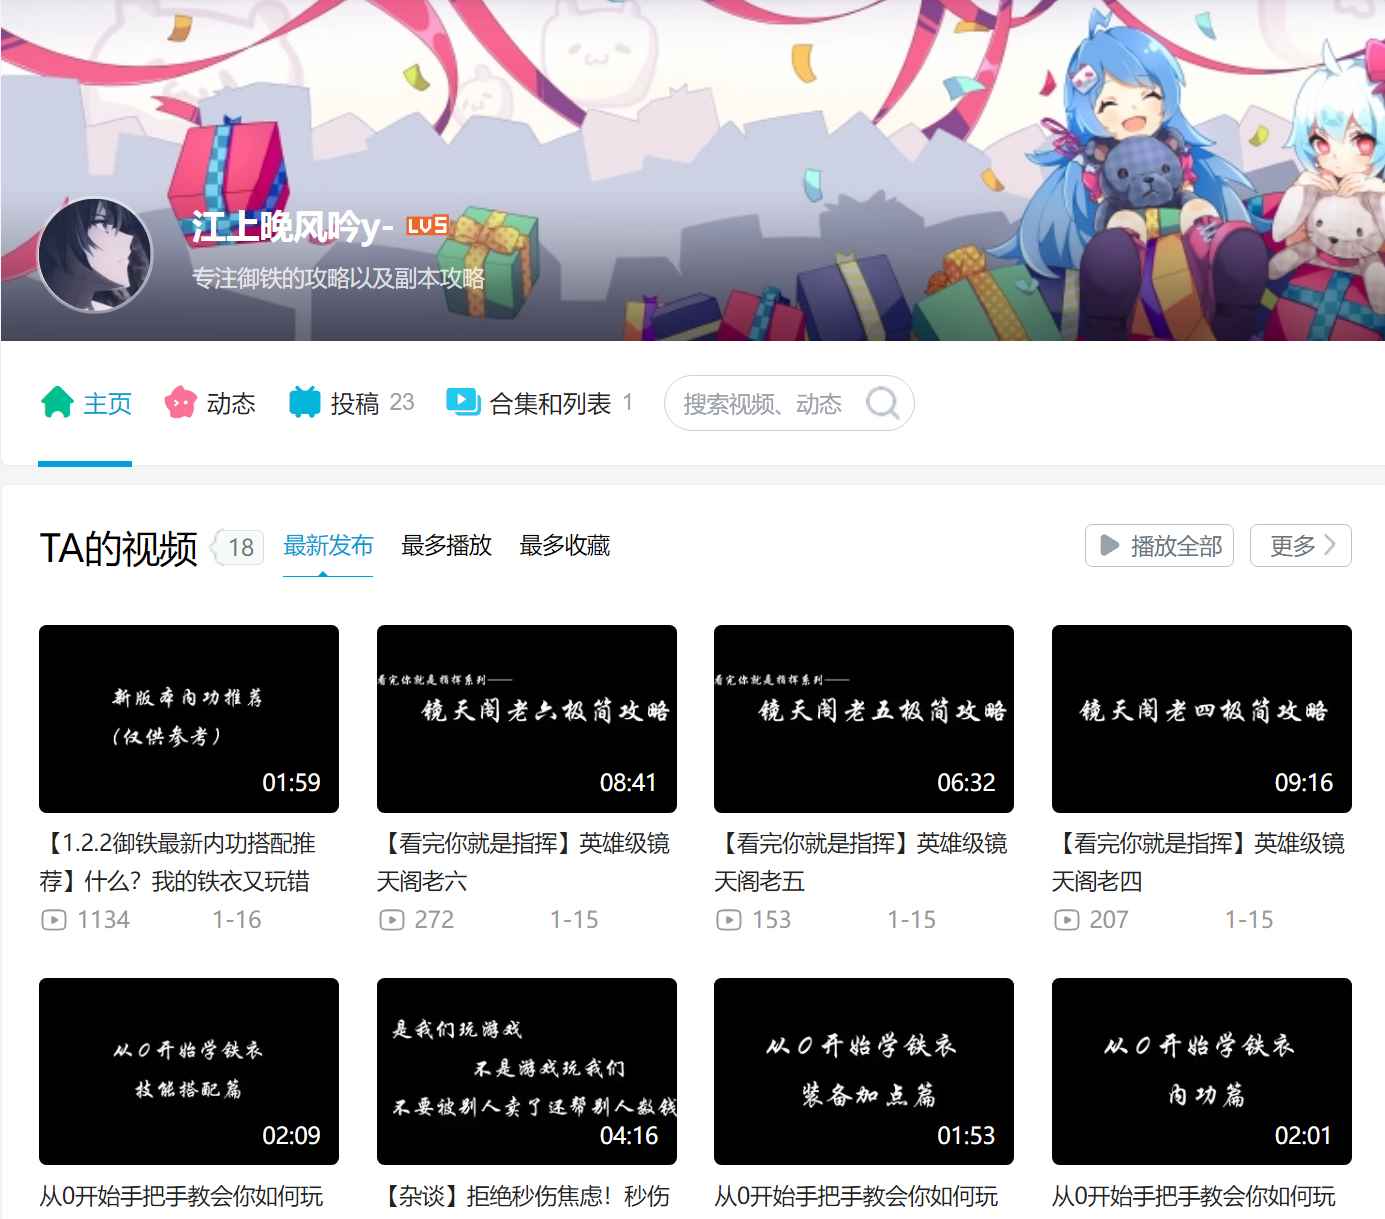 江上晚风吟y- LV5
专注御铁的攻略以及副本攻略
主页 动态 投稿 23 合集和列表 1 搜索视频、动态
TA的视频 18 最新发布 最多播放 最多收藏 播放全部 更多
新版本内功推荐
(仅供参考)
01:59
看完你就是指挥系列——
镜天阁老六极简攻略
08:41
看完你就是指挥系列——
镜天阁老五极简攻略
06:32
镜天阁老四极简攻略
09:16
【1.2.2御铁最新内功搭配推
荐】什么？我的铁衣又玩错
1134 1-16
【看完你就是指挥】英雄级镜
天阁老六
272 1-15
【看完你就是指挥】英雄级镜
天阁老五
153 1-15
【看完你就是指挥】英雄级镜
天阁老四
207 1-15
从0开始学铁衣
技能搭配篇
02:09
是我们玩游戏
不是游戏玩我们
不要被别人卖了还帮别人数钱
04:16
从0开始学铁衣
装备加点篇
01:53
从0开始学铁衣
内功篇
02:01
从0开始手把手教会你如何玩
【杂谈】拒绝秒伤焦虑！秒伤
从0开始手把手教会你如何玩
从0开始手把手教会你如何玩